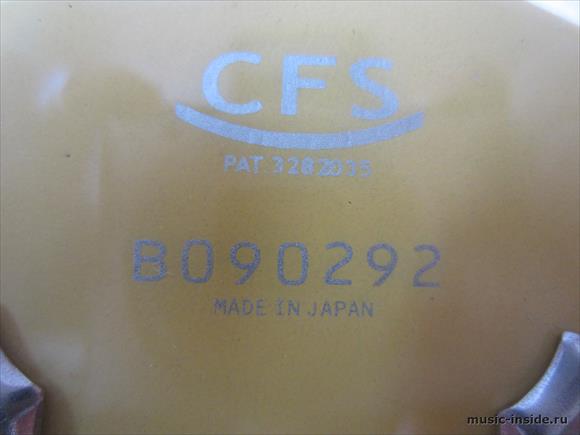 CFS
PAT. 3282035
B090292
MADE IN JAPAN
music-inside.ru